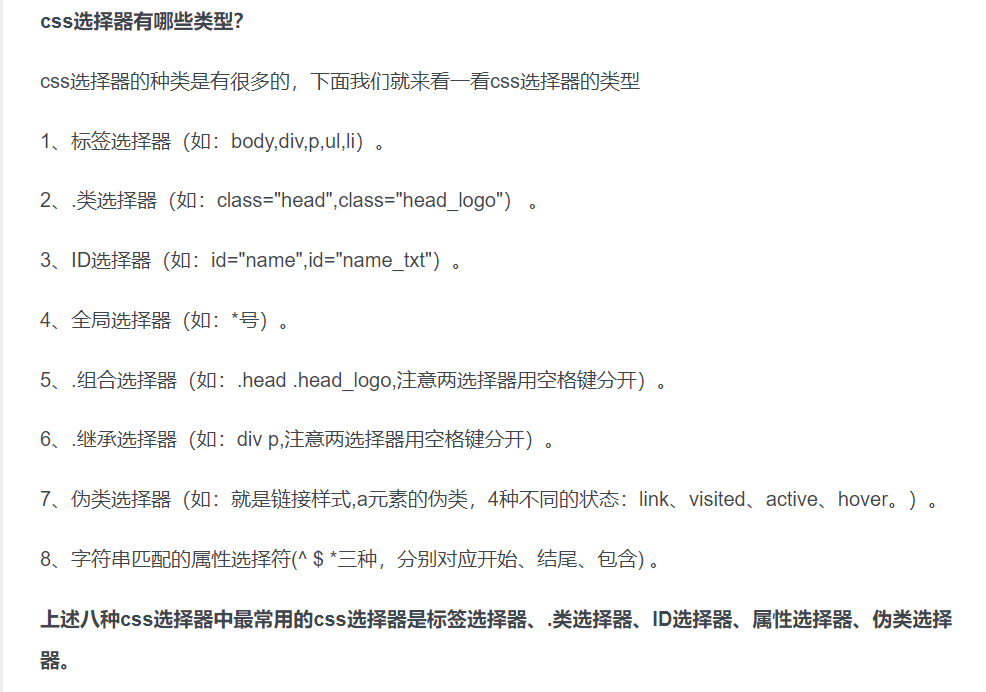 css选择器有哪些类型？
css选择器的种类是有很多的，下面我们就来看一看css选择器的类型
1、标签选择器（如：body,div,p,ul,li）。
2、.类选择器（如：class="head",class="head_logo"） 。
3、ID选择器（如：id="name",id="name_txt"）。
4、全局选择器（如：*号）。
5、.组合选择器（如：.head .head_logo,注意两选择器用空格键分开）。
6、.继承选择器（如：div p,注意两选择器用空格键分开）。
7、伪类选择器（如：就是链接样式,a元素的伪类，4种不同的状态：link、visited、active、hover。）。
8、字符串匹配的属性选择符(^ $ *三种，分别对应开始、结尾、包含) 。
上述八种css选择器中最常用的css选择器是标签选择器、.类选择器、ID选择器、属性选择器、伪类选择
器。